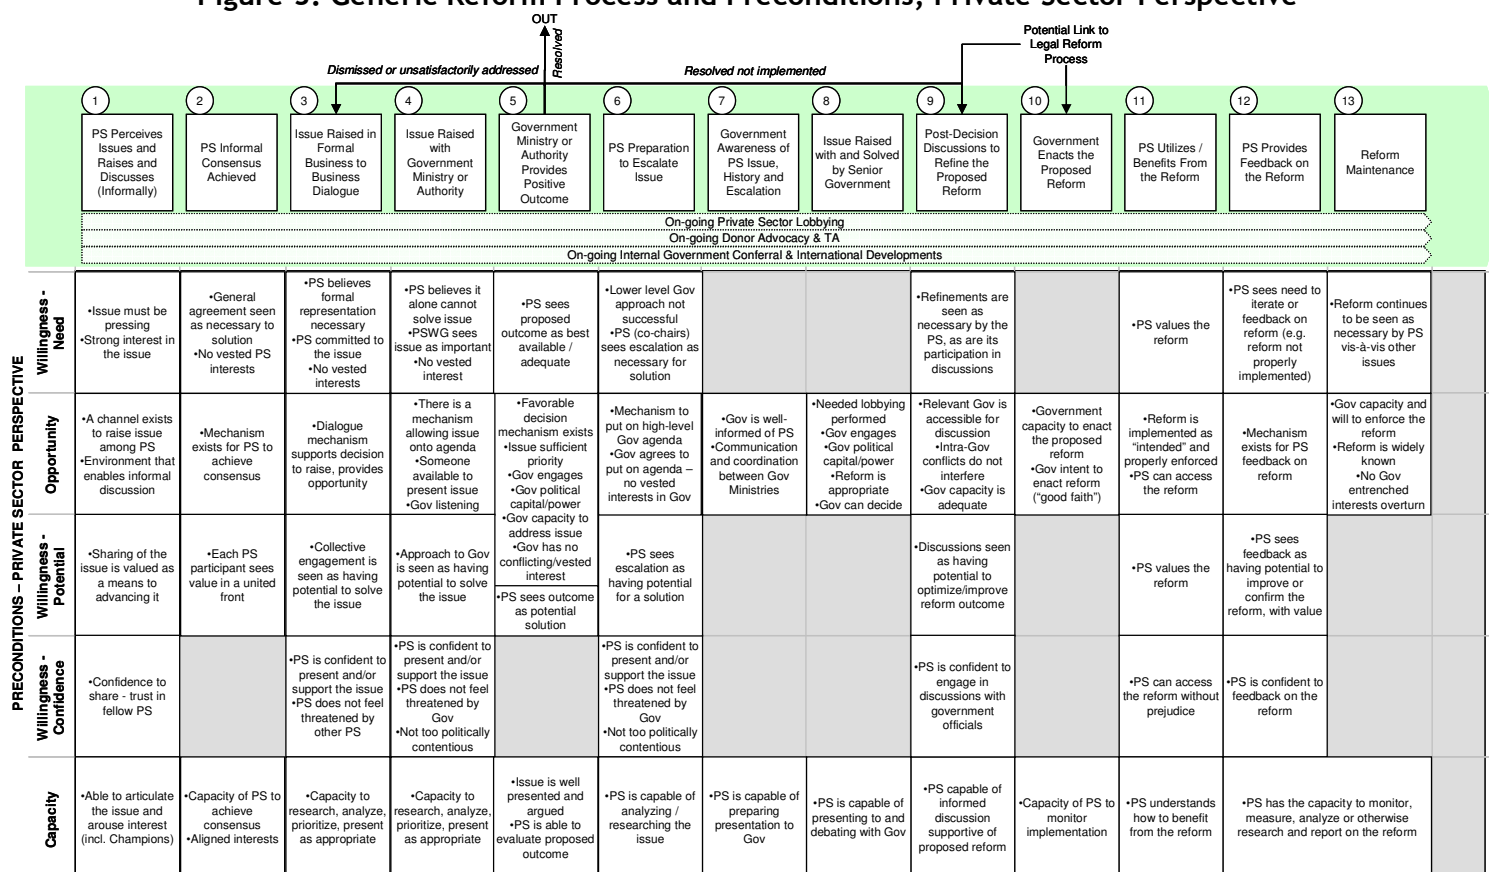 Figure 3: Generic Reform Process and Preconditions, Private Sector Perspective
OUT
Resolved
Potential Link to
Legal Reform
Process
Dismissed or unsatisfactorily addressed
Resolved not implemented
1
2
3
4
5
6
7
8
9
10
11
12
13
PS Perceives
Issues and
Raises and
Discusses
(Informally)
PS Informal
Consensus
Achieved
Issue Raised in
Formal
Business to
Business
Dialogue
Issue Raised
with
Government
Ministry or
Authority
Government
Ministry or
Authority
Provides
Positive
Outcome
PS Preparation
to Escalate
Issue
Government
Awareness of
PS Issue,
History and
Escalation
Issue Raised
with and Solved
by Senior
Government
Post-Decision
Discussions to
Refine the
Proposed
Reform
Government
Enacts the
Proposed
Reform
PS Utilizes /
Benefits From
the Reform
PS Provides
Feedback on
the Reform
Reform
Maintenance
On-going Private Sector Lobbying
On-going Donor Advocacy & TA
On-going Internal Government Conferral & International Developments
PRECONDITIONS – PRIVATE SECTOR PERSPECTIVE
Willingness -
Need
•Issue must be
pressing
•Strong interest in
the issue
•General
agreement seen
as necessary to
solution
•No vested PS
interests
•PS believes
formal
representation
necessary
•PS committed to
the issue
•No vested
interests
•PS believes it
alone cannot
solve issue
•PSWG sees
issue as important
•No vested
interest
•PS sees
proposed
outcome as best
available /
adequate
•Lower level Gov
approach not
successful
•PS (co-chairs)
sees escalation as
necessary for
solution
•Refinements are
seen as
necessary by the
PS, as are its
participation in
discussions
•PS values the
reform
•PS sees need to
iterate or
feedback on
reform (e.g.
reform not
properly
implemented)
•Reform continues
to be seen as
necessary by PS
vis-à-vis other
issues
Opportunity
•A channel exists
to raise issue
among PS
•Environment that
enables informal
discussion
•Mechanism
exists for PS to
achieve
consensus
•Dialogue
mechanism
supports decision
to raise, provides
opportunity
•There is a
mechanism
allowing issue
onto agenda
•Someone
available to
present issue
•Gov listening
•Favorable
decision
mechanism exists
•Issue sufficient
priority
•Gov engages
•Gov political
capital/power
•Gov capacity to
address issue
•Gov has no
conflicting/vested
interest
•Mechanism to
put on high-level
Gov agenda
•Gov agrees to
put on agenda –
no vested
interests in Gov
•Gov is well-
informed of PS
•Communication
and coordination
between Gov
Ministries
•Needed lobbying
performed
•Gov engages
•Gov political
capital/power
•Reform is
appropriate
•Gov can decide
•Relevant Gov is
accessible for
discussion
•Intra-Gov
conflicts do not
interfere
•Gov capacity is
adequate
•Government
capacity to enact
the proposed
reform
•Gov intent to
enact reform
(“good faith”)
•Reform is
implemented as
“intended” and
properly enforced
•PS can access
the reform
•Mechanism
exists for PS
feedback on
reform
•Gov capacity and
will to enforce the
reform
•Reform is widely
known
•No Gov
entrenched
interests overturn
Willingness -
Potential
•Sharing of the
issue is valued as
a means to
advancing it
•Each PS
participant sees
value in a united
front
•Collective
engagement is
seen as having
potential to solve
the issue
•Approach to Gov
is seen as having
potential to solve
the issue
•PS sees outcome
as potential
solution
•PS sees
escalation as
having potential
for a solution
•Discussions seen
as having
potential to
optimize/improve
reform outcome
•PS values the
reform
•PS sees
feedback as
having potential to
improve or
confirm the
reform, with value
Willingness -
Confidence
•Confidence to
share - trust in
fellow PS
•PS is confident to
present and/or
support the issue
•PS does not feel
threatened by
other PS
•PS is confident to
present and/or
support the issue
•PS does not feel
threatened by
Gov
•Not too politically
contentious
•PS is confident to
present and/or
support the issue
•PS does not feel
threatened by
Gov
•Not too politically
contentious
•PS is confident to
engage in
discussions with
government
officials
•PS can access
the reform without
prejudice
•PS is confident to
feedback on the
reform
Capacity
•Able to articulate
the issue and
arouse interest
(incl. Champions)
•Capacity of PS to
achieve
consensus
•Aligned interests
•Capacity to
research, analyze,
prioritize, present
as appropriate
•Capacity to
research, analyze,
prioritize, present
as appropriate
•Issue is well
presented and
argued
•PS is able to
evaluate proposed
outcome
•PS is capable of
analyzing /
researching the
issue
•PS is capable of
preparing
presentation to
Gov
•PS is capable of
presenting to and
debating with Gov
•PS capable of
informed
discussion
supportive of
proposed reform
•Capacity of PS to
monitor
implementation
•PS understands
how to benefit
from the reform
•PS has the capacity to monitor,
measure, analyze or otherwise
research and report on the reform